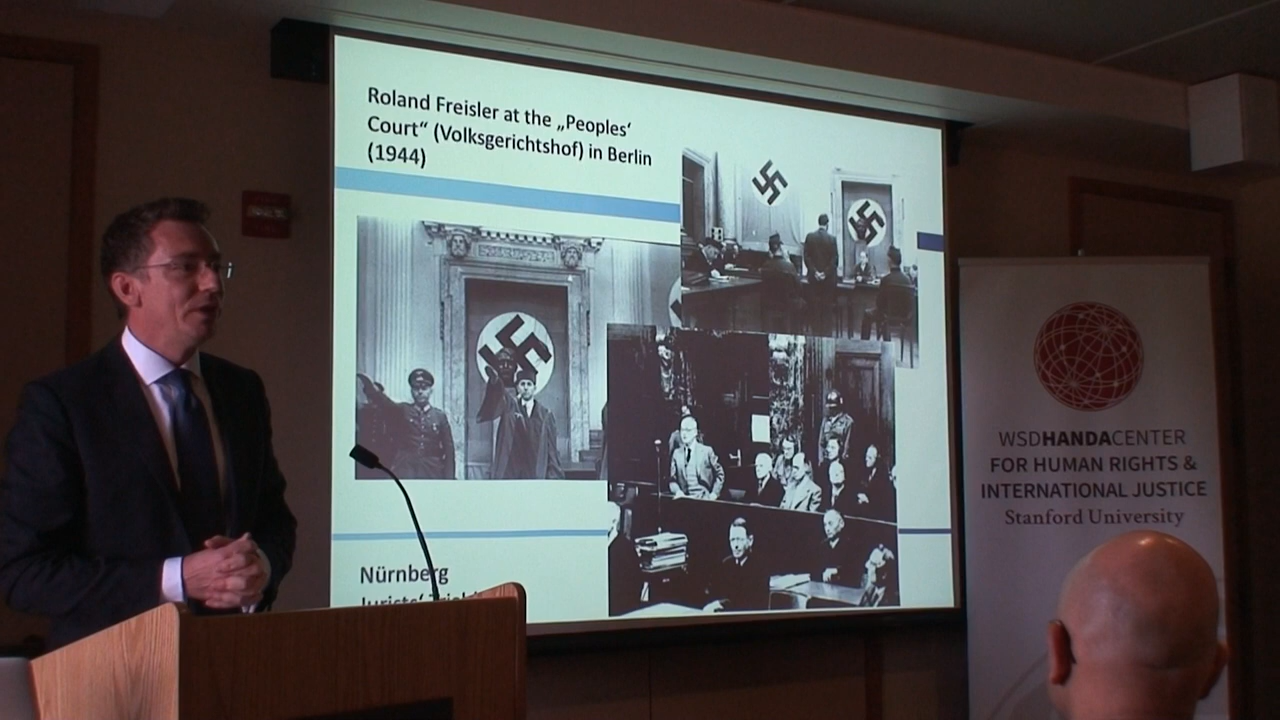 Roland Freisler at the „Peoples‘
Court“ (Volksgerichtshof) in Berlin
(1944)
Nürnberg
WSDHANDACENTER
FOR HUMAN RIGHTS &
INTERNATIONAL JUSTICE
Stanford University